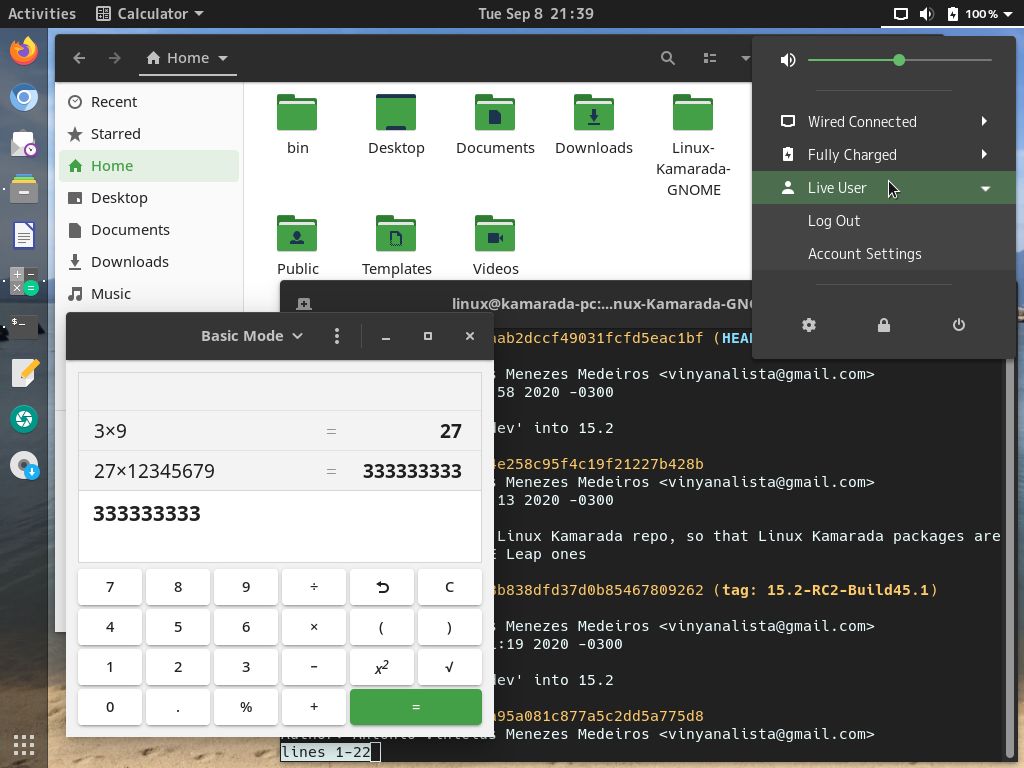 Activities
Calculator
Tue Sep 8 21:39
100 %
Home
Recent
Starred
Home
Desktop
Documents
Downloads
Music
bin
Desktop
Documents
Downloads
Linux-
Kamarada-
GNOME
Public
Templates
Videos
Wired Connected
Fully Charged
Live User
Log Out
Account Settings
linux@kamarada-pc:...nux-Kamarada-GN
ab2dccf49031fcfd5eac1bf (HEA
Menezes Medeiros <vinyanalista@gmail.com>
58 2020 -0300
dev' into 15.2
4e258c95f4c19f21227b428b
Menezes Medeiros <vinyanalista@gmail.com>
13 2020 -0300
Linux Kamarada repo, so that Linux Kamarada packages are
E Leap ones
b838dfd37d0b85467809262 (tag: 15.2-RC2-Build45.1)
Menezes Medeiros <vinyanalista@gmail.com>
:19 2020 -0300
dev' into 15.2
a95a081c877a5c2dd5a775d8
Menezes Medeiros <vinyanalista@gmail.com>
lines 1-22
Basic Mode
3×9 = 27
27×12345679 = 333333333
333333333
7 8 9 ÷ C
4 5 6 × ( )
1 2 3 − x² √
0 . % + =